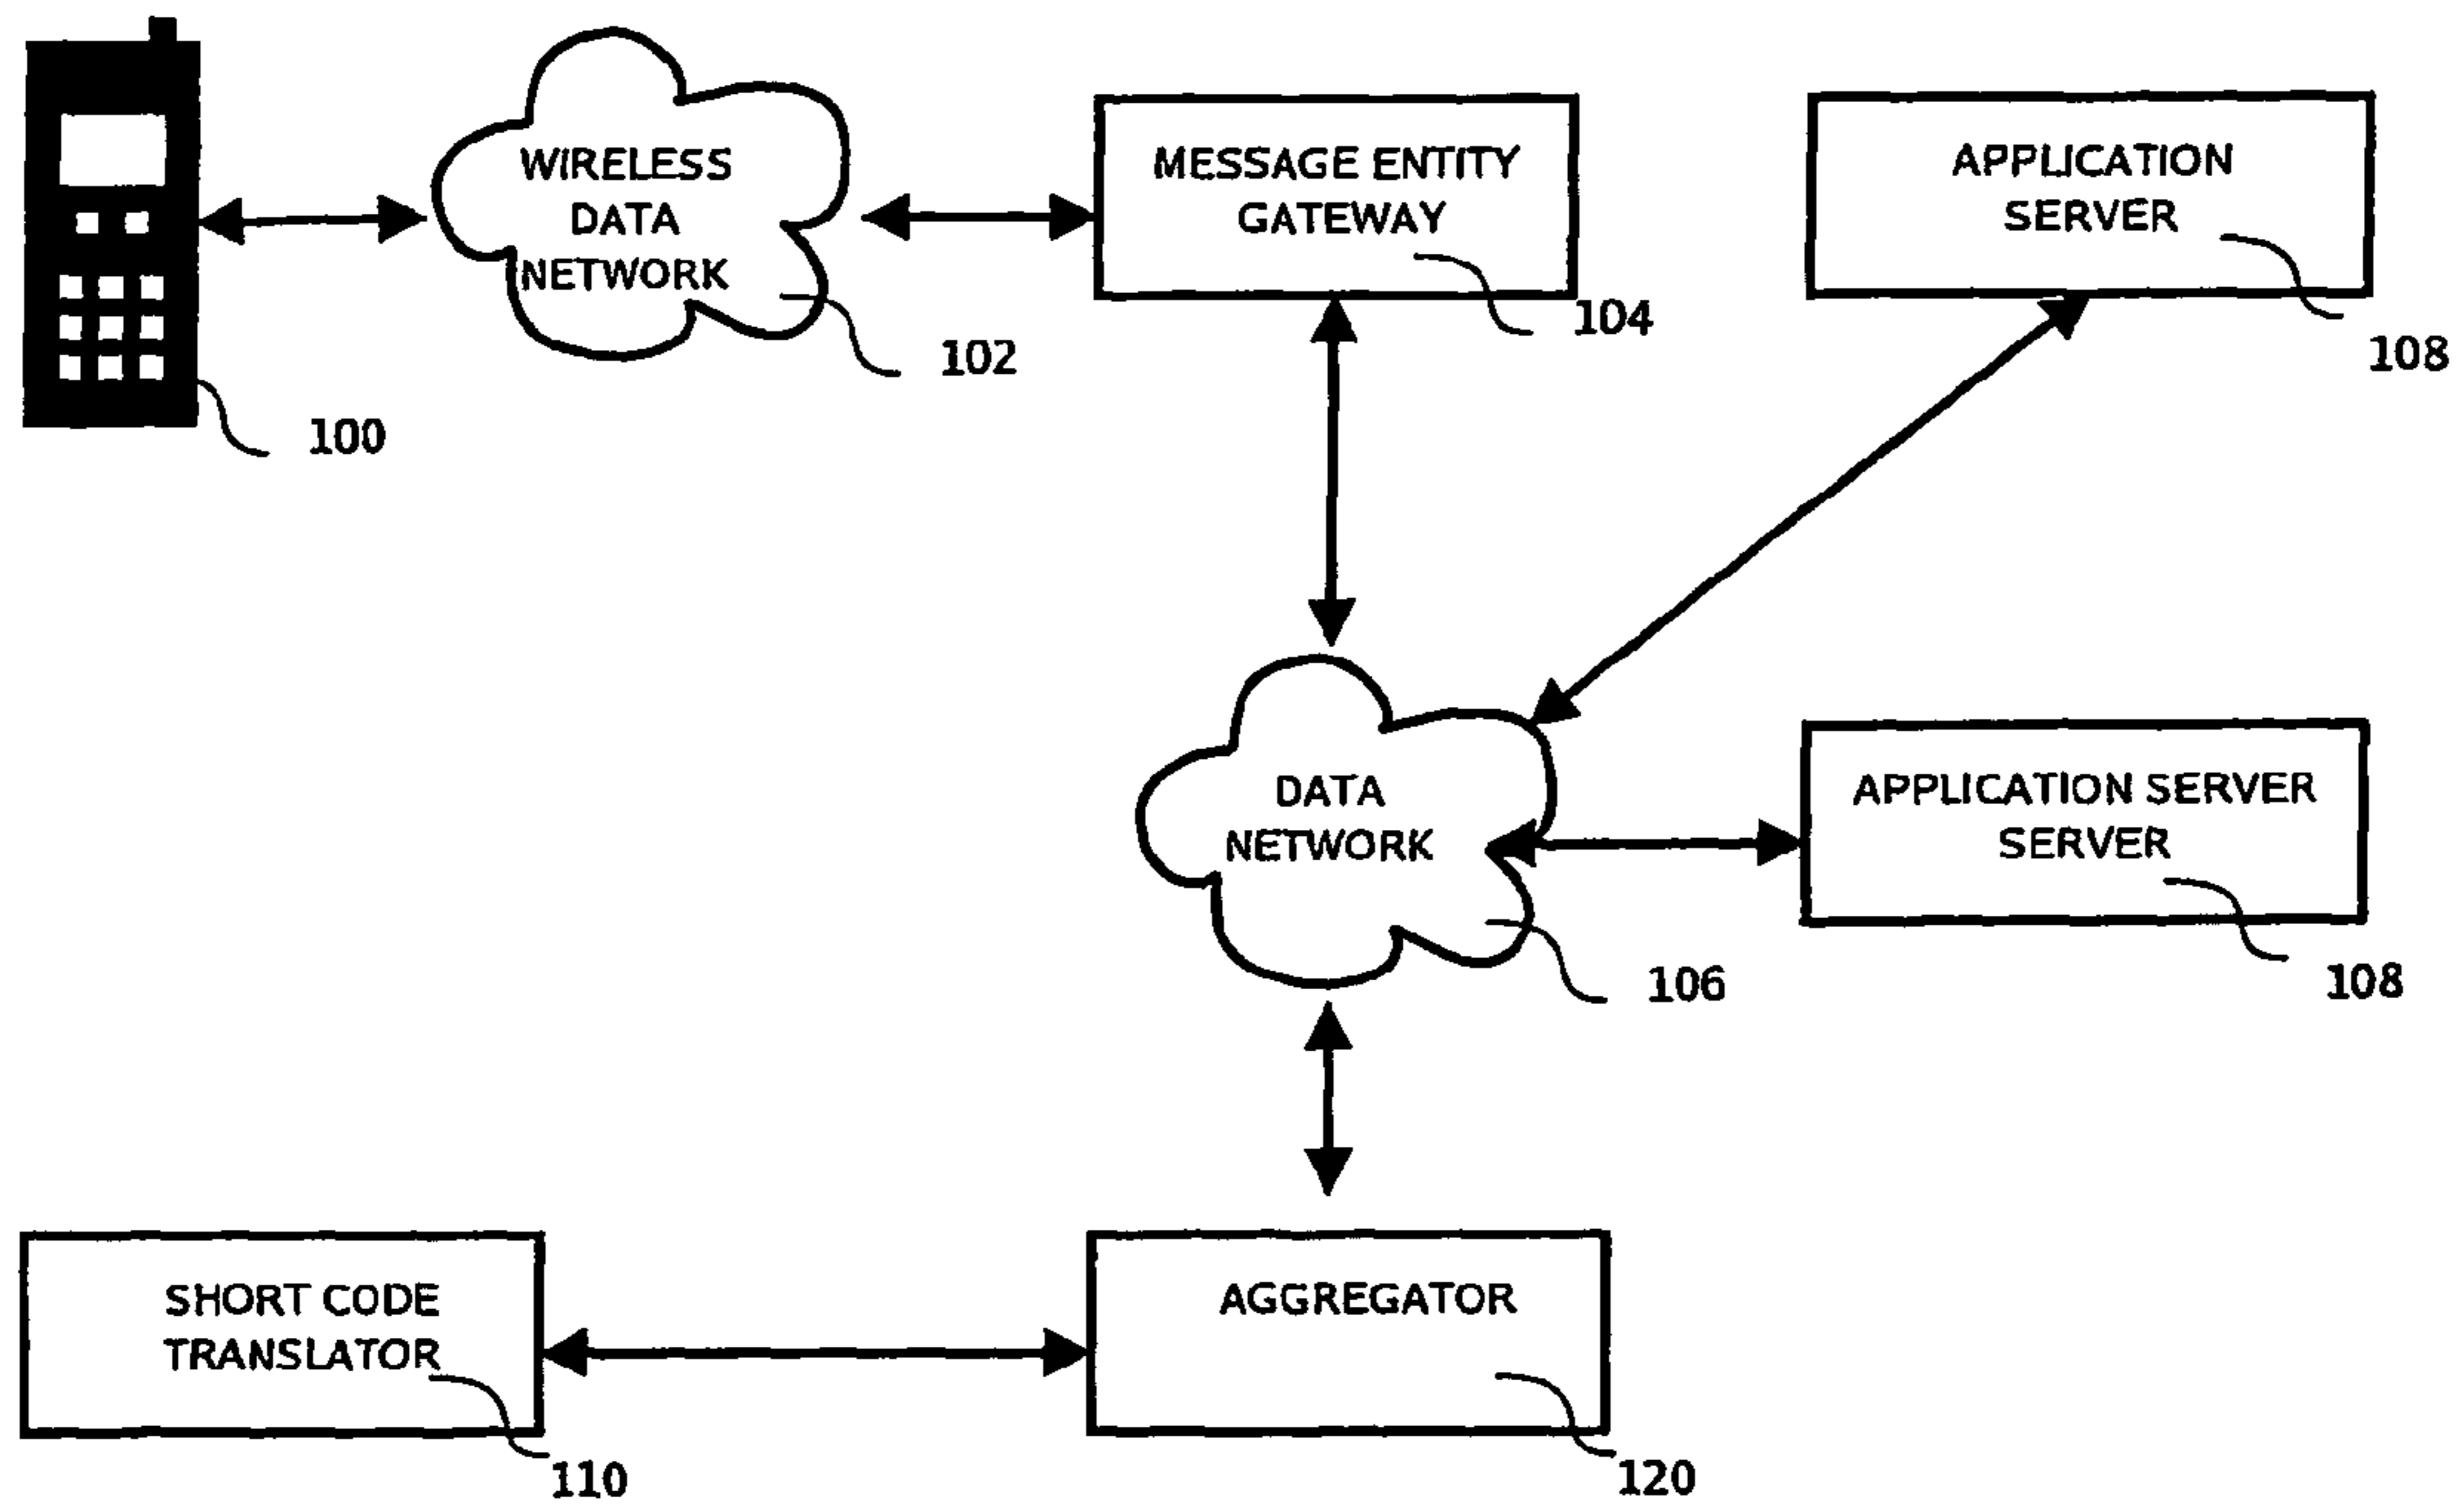 WIRELESS
DATA
NETWORK
102
100
MESSAGE ENTITY
GATEWAY
104
APPLICATION
SERVER
108
DATA
NETWORK
106
APPLICATION SERVER
SERVER
108
SHORT CODE
TRANSLATOR
110
AGGREGATOR
120